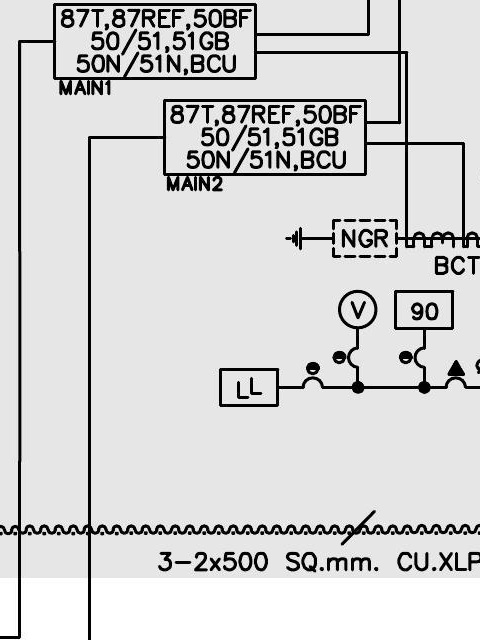 87T,87REF,50BF
50/51,51GB
50N/51N,BCU
MAIN1
87T,87REF,50BF
50/51,51GB
50N/51N,BCU
MAIN2
NGR
BCT
V
90
LL
3-2x500 SQ.mm. CU.XLP